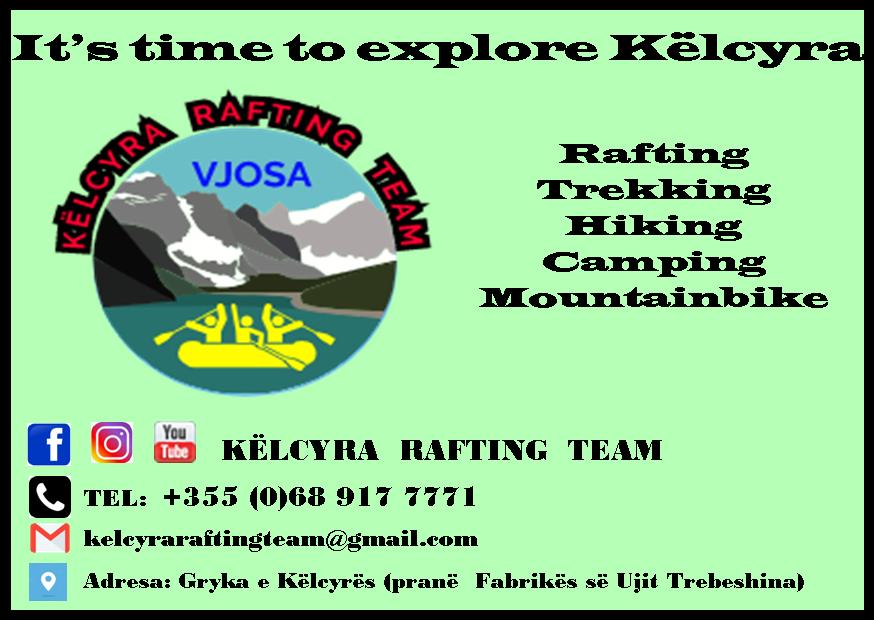 It's time to explore Këlcyra
KËLCYRA RAFTING TEAM
VJOSA
Rafting
Trekking
Hiking
Camping
Mountainbike
You
Tube
KËLCYRA RAFTING TEAM
TEL: +355 (0)68 917 7771
kelcyraraftingteam@gmail.com
Adresa: Gryka e Këlcyrës (pranë Fabrikës së Ujit Trebeshina)